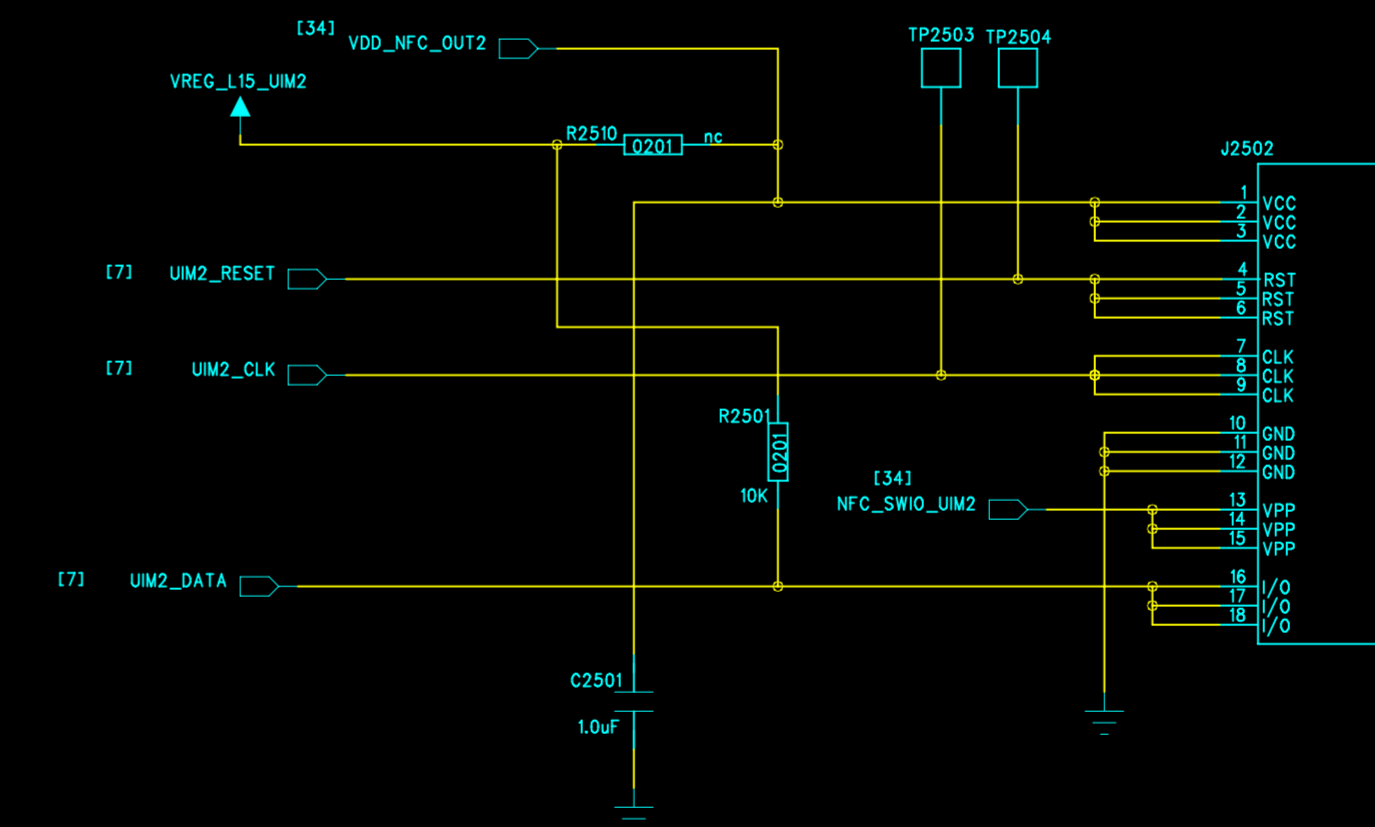 [34]
VDD_NFC_OUT2
TP2503 TP2504
VREG_L15_UIM2
R2510 0201 nc
J2502
1 VCC
2 VCC
3 VCC
[7] UIM2_RESET
4 RST
5 RST
6 RST
[7] UIM2_CLK
7 CLK
8 CLK
9 CLK
R2501
0201
10K
10 GND
11 GND
12 GND
[34]
NFC_SWIO_UIM2
13 VPP
14 VPP
15 VPP
[7] UIM2_DATA
16 I/O
17 I/O
18 I/O
C2501
1.0uF